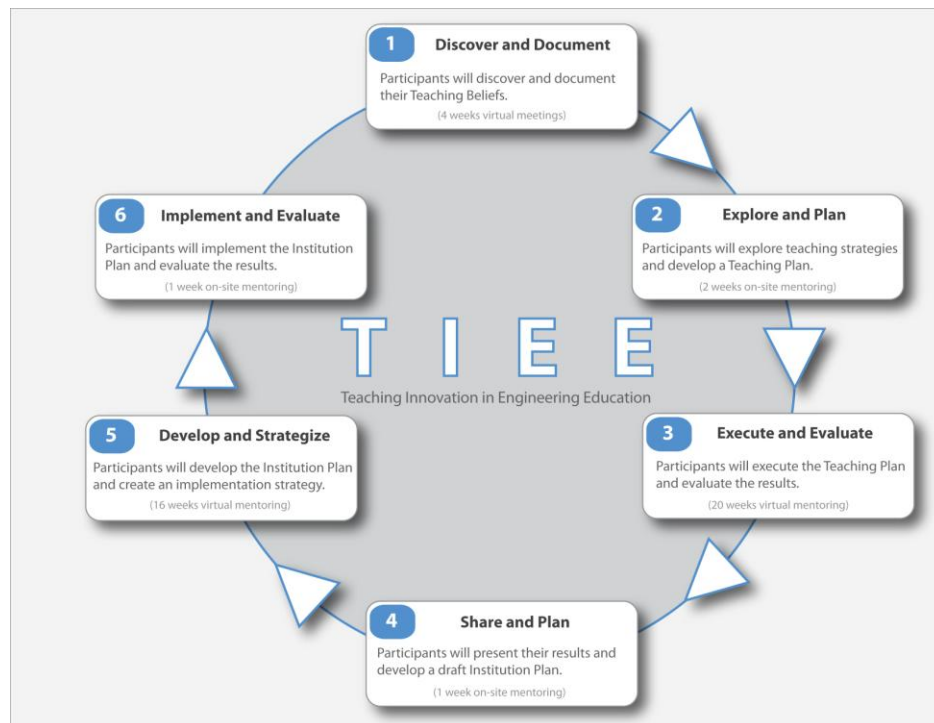 1
Discover and Document
Participants will discover and document
their Teaching Beliefs.
(4 weeks virtual meetings)
2
Explore and Plan
Participants will explore teaching strategies
and develop a Teaching Plan.
(2 weeks on-site mentoring)
3
Execute and Evaluate
Participants will execute the Teaching Plan
and evaluate the results.
(20 weeks virtual mentoring)
4
Share and Plan
Participants will present their results and
develop a draft Institution Plan.
(1 week on-site mentoring)
5
Develop and Strategize
Participants will develop the Institution Plan
and create an implementation strategy.
(16 weeks virtual mentoring)
6
Implement and Evaluate
Participants will implement the Institution
Plan and evaluate the results.
(1 week on-site mentoring)
TIEE
Teaching Innovation in Engineering Education